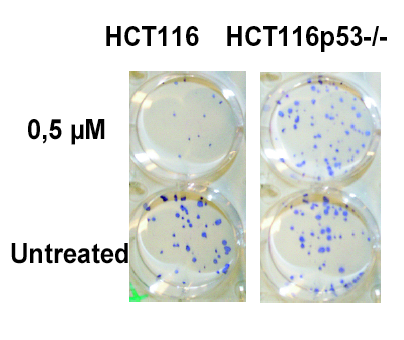 HCT116 HCT116p53-/-
0,5 µM
Untreated